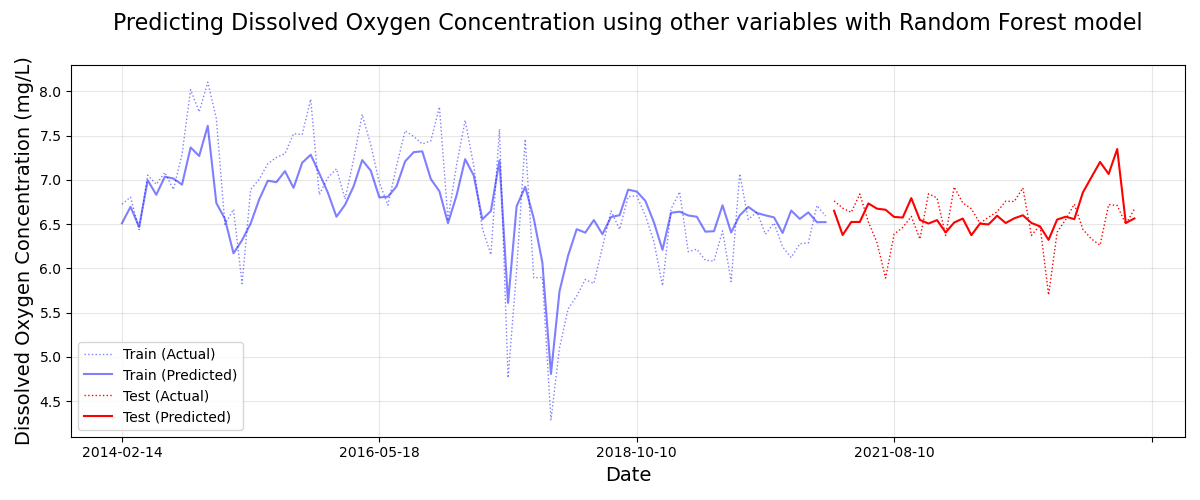 Predicting Dissolved Oxygen Concentration using other variables with Random Forest model
Dissolved Oxygen Concentration (mg/L)
8.0
7.5
7.0
6.5
6.0
5.5
5.0
4.5
Train (Actual)
Train (Predicted)
Test (Actual)
Test (Predicted)
2014-02-14
2016-05-18
2018-10-10
2021-08-10
Date